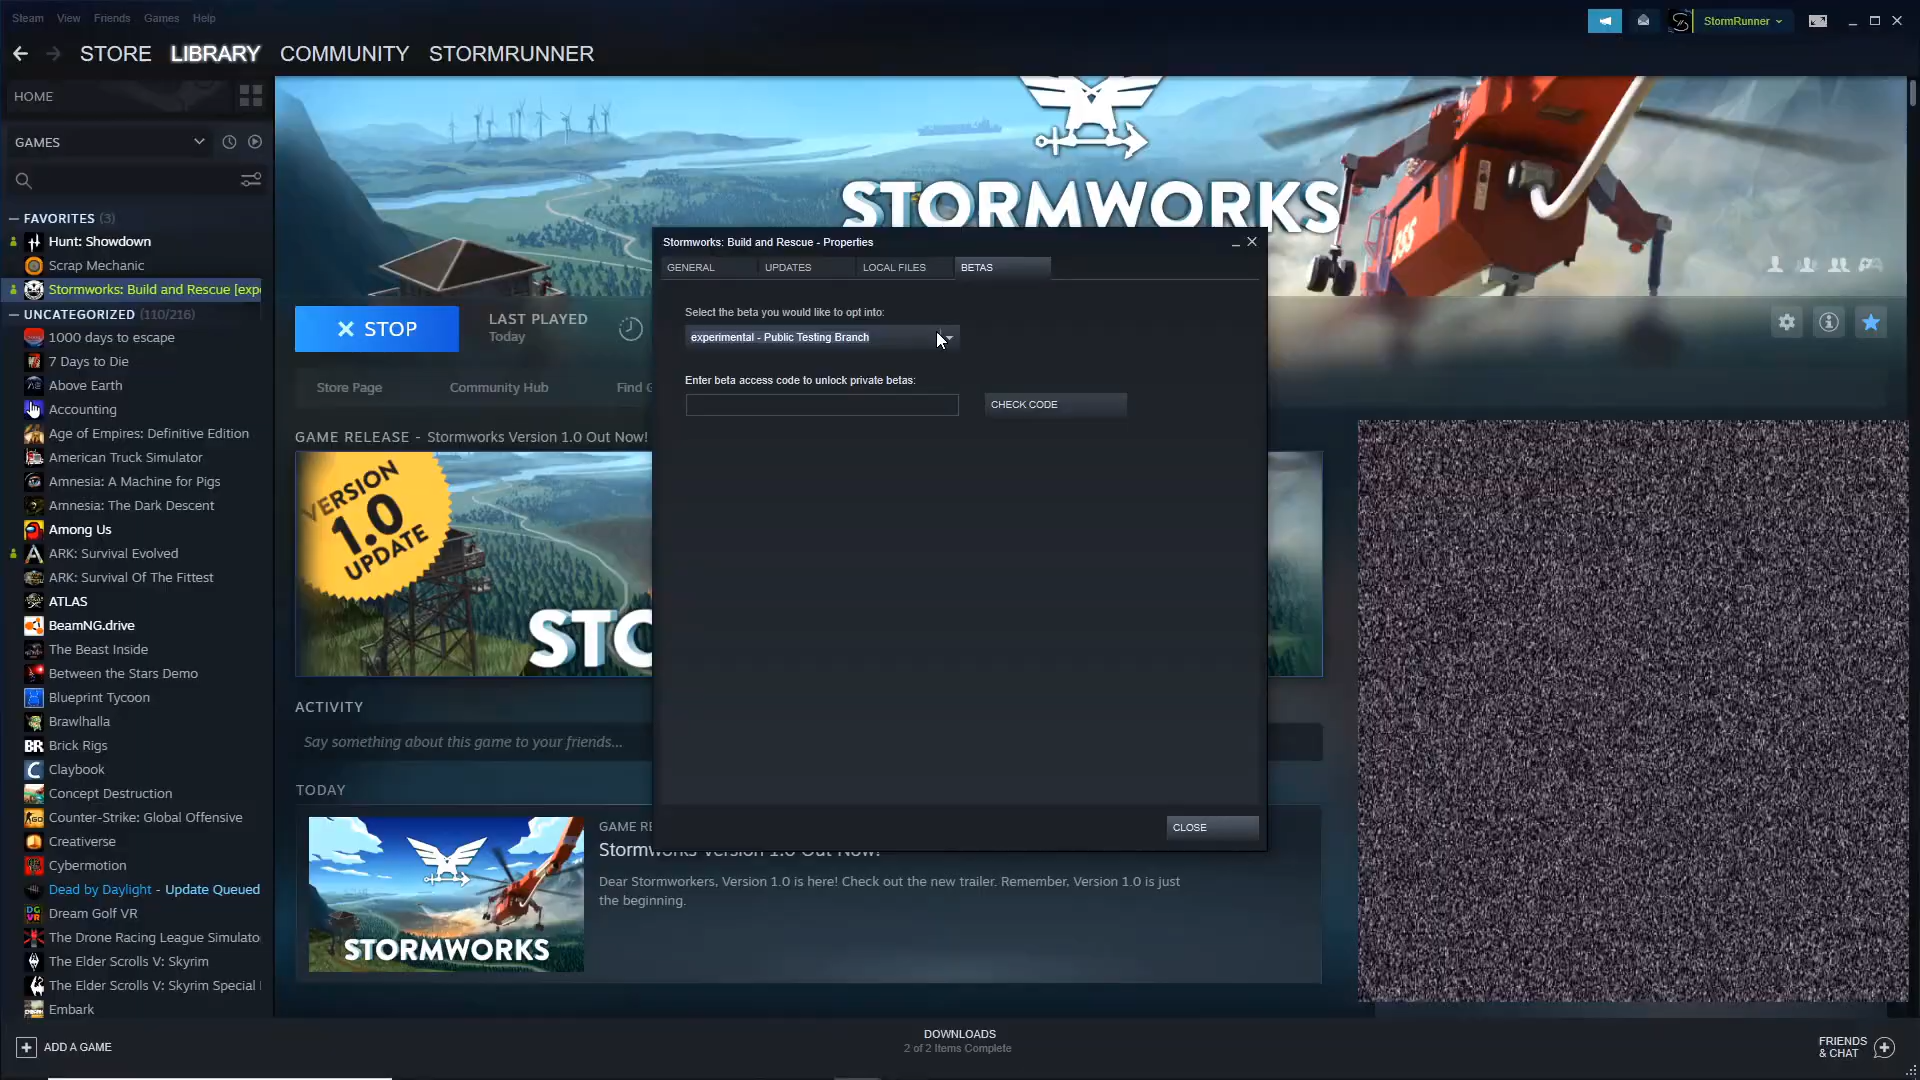 Steam View Friends Games Help
StormRunner
STORE LIBRARY COMMUNITY STORMRUNNER
HOME
GAMES
FAVORITES (3)
Hunt: Showdown
Scrap Mechanic
Stormworks: Build and Rescue [exp
UNCATEGORIZED (110/216)
1000 days to escape
7 Days to Die
Above Earth
Accounting
Age of Empires: Definitive Edition
American Truck Simulator
Amnesia: A Machine for Pigs
Amnesia: The Dark Descent
Among Us
ARK: Survival Evolved
ARK: Survival Of The Fittest
ATLAS
BeamNG.drive
The Beast Inside
Between the Stars Demo
Blueprint Tycoon
Brawlhalla
BR Brick Rigs
Claybook
Concept Destruction
Counter-Strike: Global Offensive
Creativerse
Cybermotion
Dead by Daylight - Update Queued
Dream Golf VR
The Drone Racing League Simulato
The Elder Scrolls V: Skyrim
The Elder Scrolls V: Skyrim Special
Embark
ADD A GAME
STORMWORKS
STOP
LAST PLAYED
Today
Store Page Community Hub Find G
GAME RELEASE - Stormworks Version 1.0 Out Now!
VERSION
1.0
UPDATE
STO
ACTIVITY
Say something about this game to your friends...
TODAY
STORMWORKS
GAME RE
Stormworks Version 1.0 Out Now!
Dear Stormworkers, Version 1.0 is here! Check out the new trailer. Remember, Version 1.0 is just
the beginning.
Stormworks: Build and Rescue - Properties
GENERAL UPDATES LOCAL FILES BETAS
Select the beta you would like to opt into:
experimental - Public Testing Branch
Enter beta access code to unlock private betas:
CHECK CODE
CLOSE
DOWNLOADS
2 of 2 Items Complete
FRIENDS
& CHAT